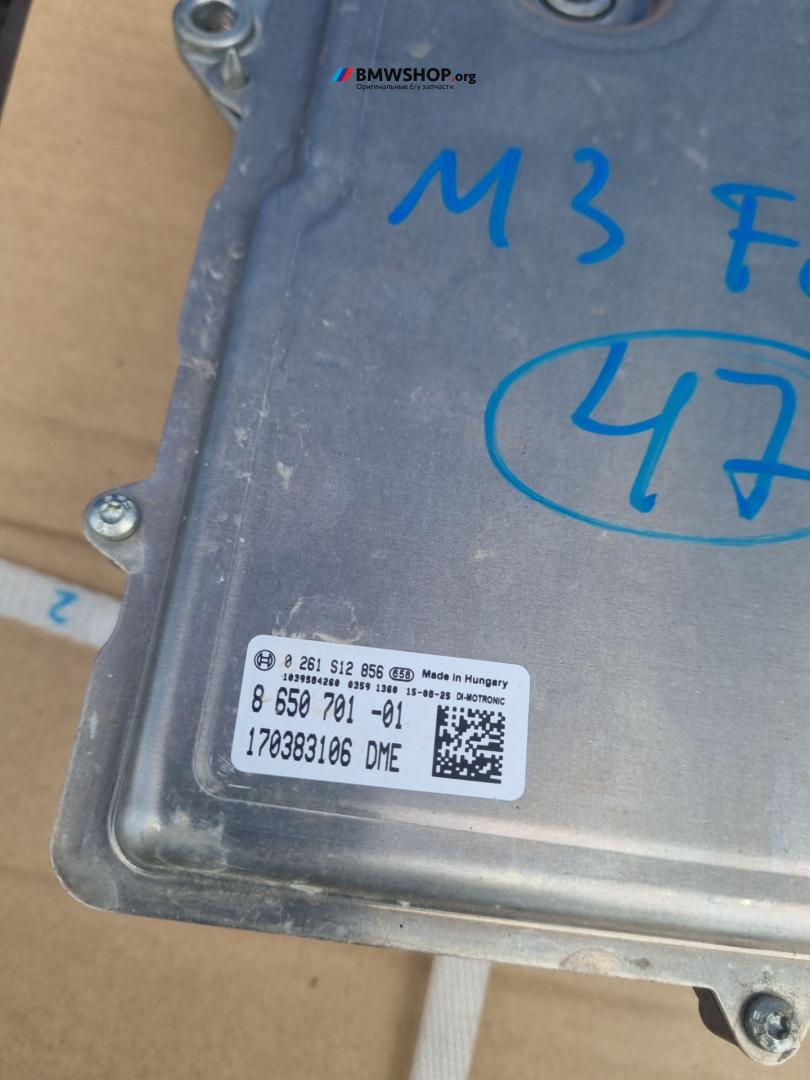 BMWSHOP.org
Оригинальные б/у запчасти
M3
47
2
0 261 S12 856 658 Made in Hungary
1039S84260 0359 1360 15-08-25 DI-MOTRONIC
8 650 701 -01
170383106 DME